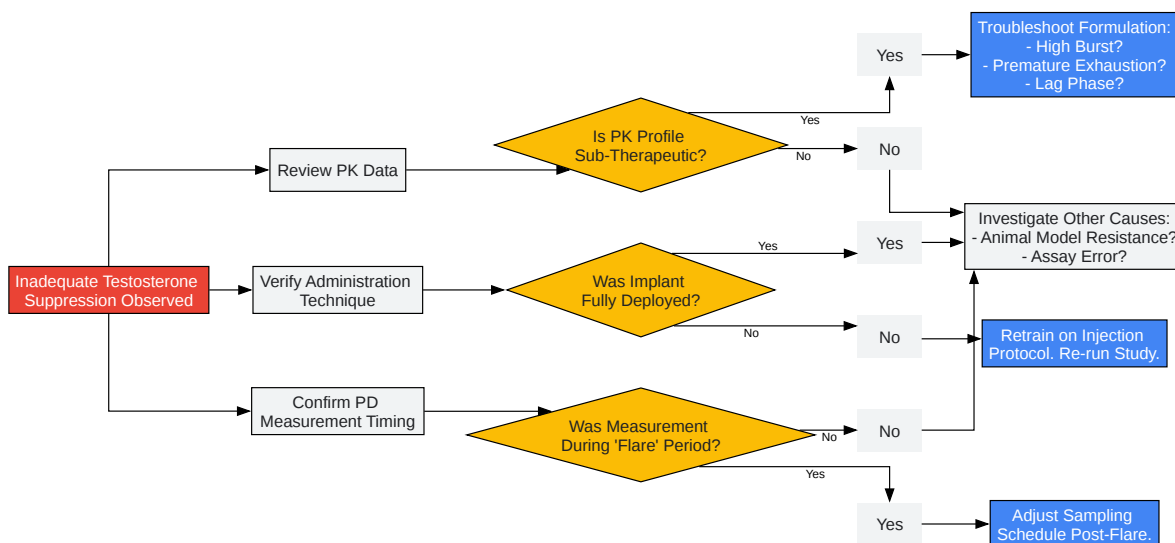 Troubleshoot Formulation:
- High Burst?
- Premature Exhaustion?
- Lag Phase?
Yes
Yes
Is PK Profile
Sub-Therapeutic?
No
No
Review PK Data
Investigate Other Causes:
- Animal Model Resistance?
- Assay Error?
Yes
Yes
Inadequate Testosterone
Suppression Observed
Verify Administration
Technique
Was Implant
Fully Deployed?
No
No
Retrain on Injection
Protocol. Re-run Study.
Confirm PD
Measurement Timing
Was Measurement
During 'Flare' Period?
No
No
Yes
Yes
Adjust Sampling
Schedule Post-Flare.